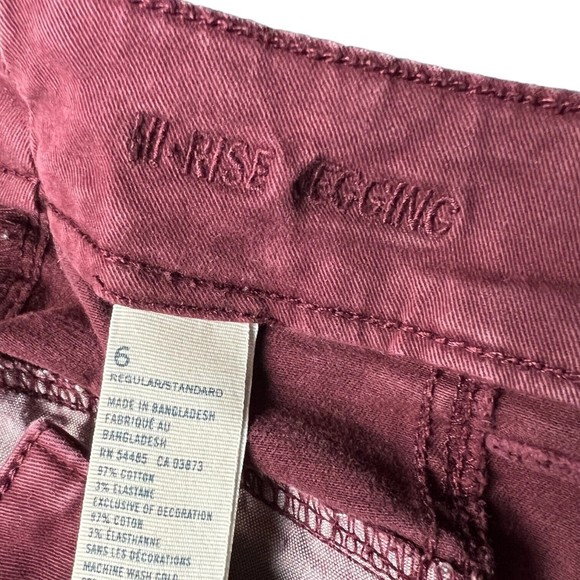 HI-RISE LEGGING
6
REGULAR/STANDARD
MADE IN BANGLADESH
FABRIQUÉ AU
BANGLADESH
RN 54485 CA 03873
97% COTTON
3% ELASTANE
EXCLUSIVE OF DECORATION
97% COTON
3% ÉLASTHANNE
SANS LES DÉCORATIONS
MACHINE WASH COLD